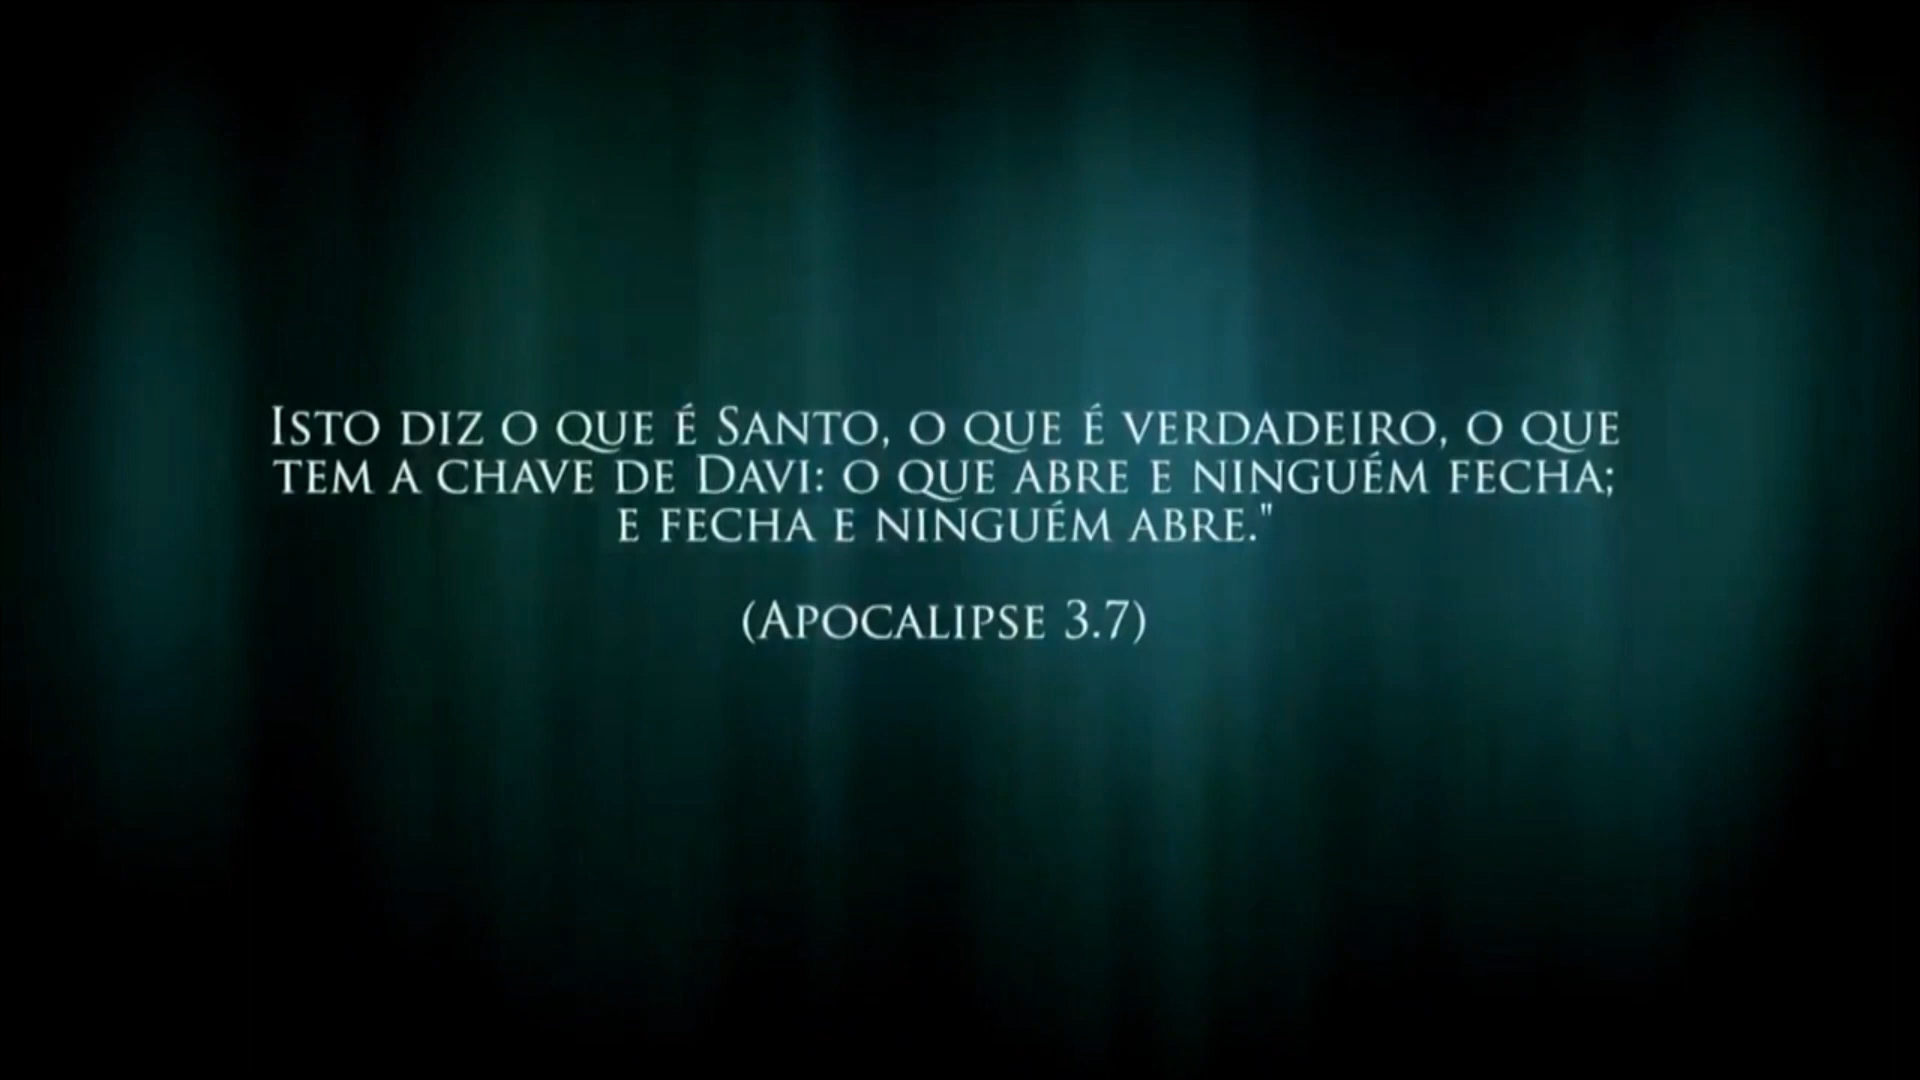 Isto diz o que é Santo, o que é verdadeiro, o que
tem a chave de Davi: o que abre e ninguém fecha;
e fecha e ninguém abre."
(Apocalipse 3.7)